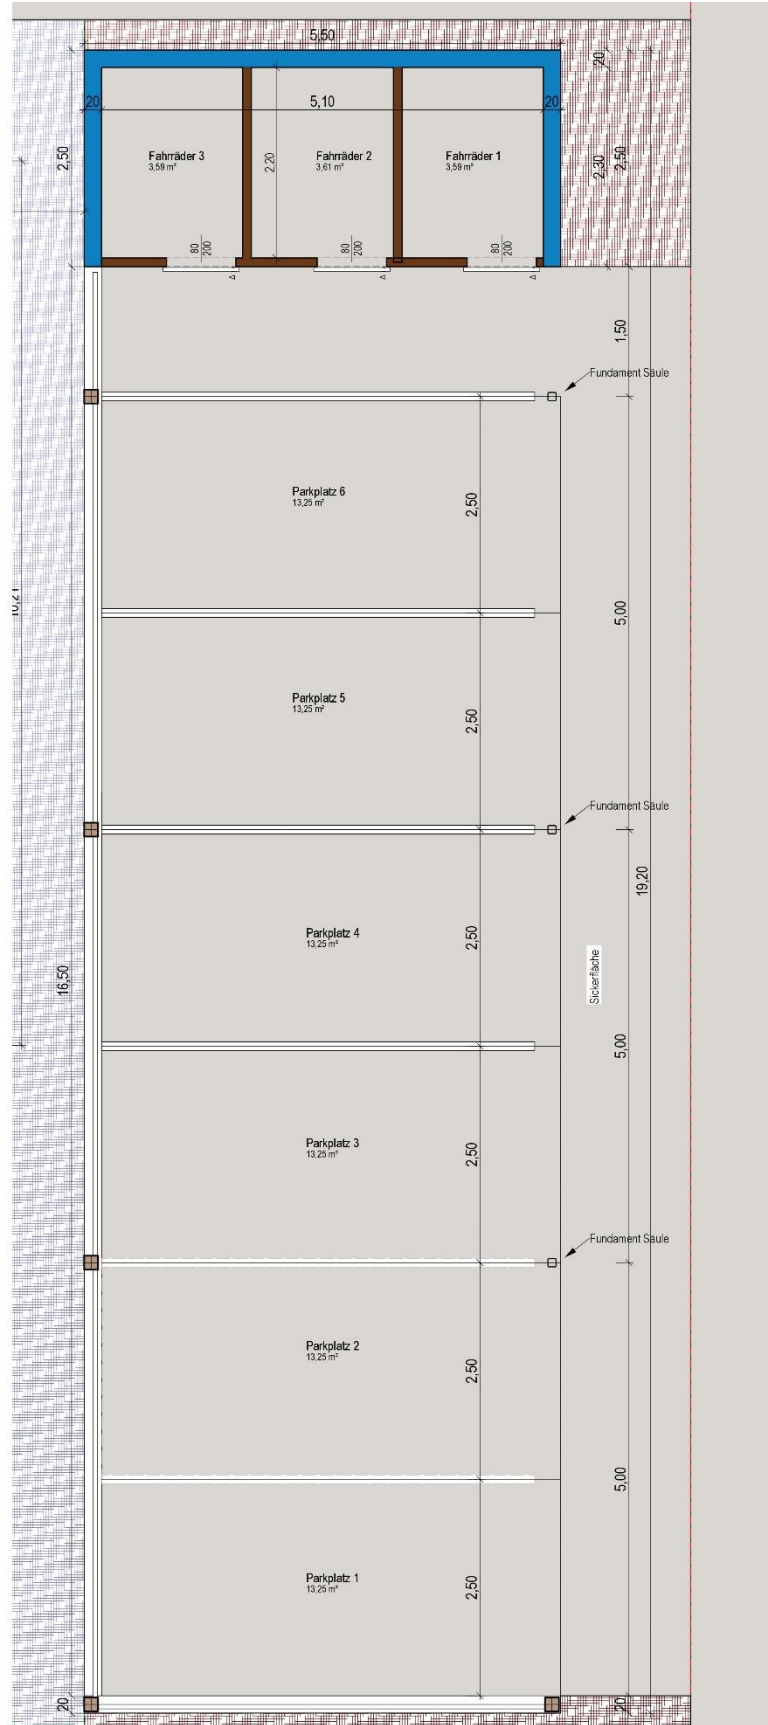 5,50
20
20
5,10
20
2,50
Fahrräder 3
3,59 m²
2,20
Fahrräder 2
3,61 m²
Fahrräder 1
3,59 m²
2,30
2,50
80
200
80
200
80
200
1,50
Fundament Säule
Parkplatz 6
13,25 m²
2,50
5,00
Parkplatz 5
13,25 m²
2,50
Fundament Säule
19,20
Parkplatz 4
13,25 m²
2,50
16,50
Sickerfläche
5,00
Parkplatz 3
13,25 m²
2,50
Fundament Säule
Parkplatz 2
13,25 m²
2,50
5,00
Parkplatz 1
13,25 m²
2,50
20
20